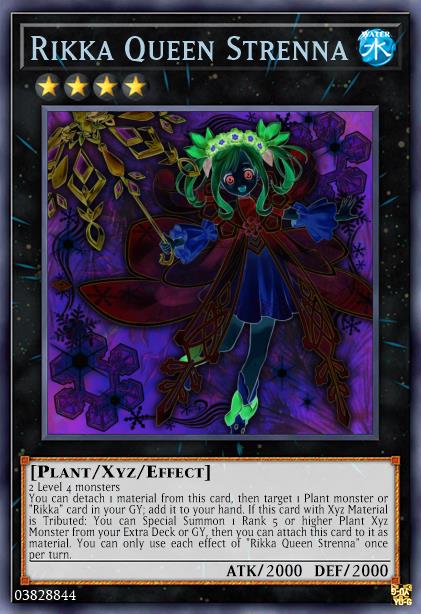 Rikka Queen Strenna
WATER
水
[Plant/Xyz/Effect]
2 Level 4 monsters
You can detach 1 material from this card, then target 1 Plant monster or
"Rikka" card in your GY; add it to your hand. If this card with Xyz Material
is Tributed: You can Special Summon 1 Rank 5 or higher Plant Xyz
Monster from your Extra Deck or GY, then you can attach this card to it as
material. You can only use each effect of "Rikka Queen Strenna" once
per turn.
ATK/2000 DEF/2000
03828844